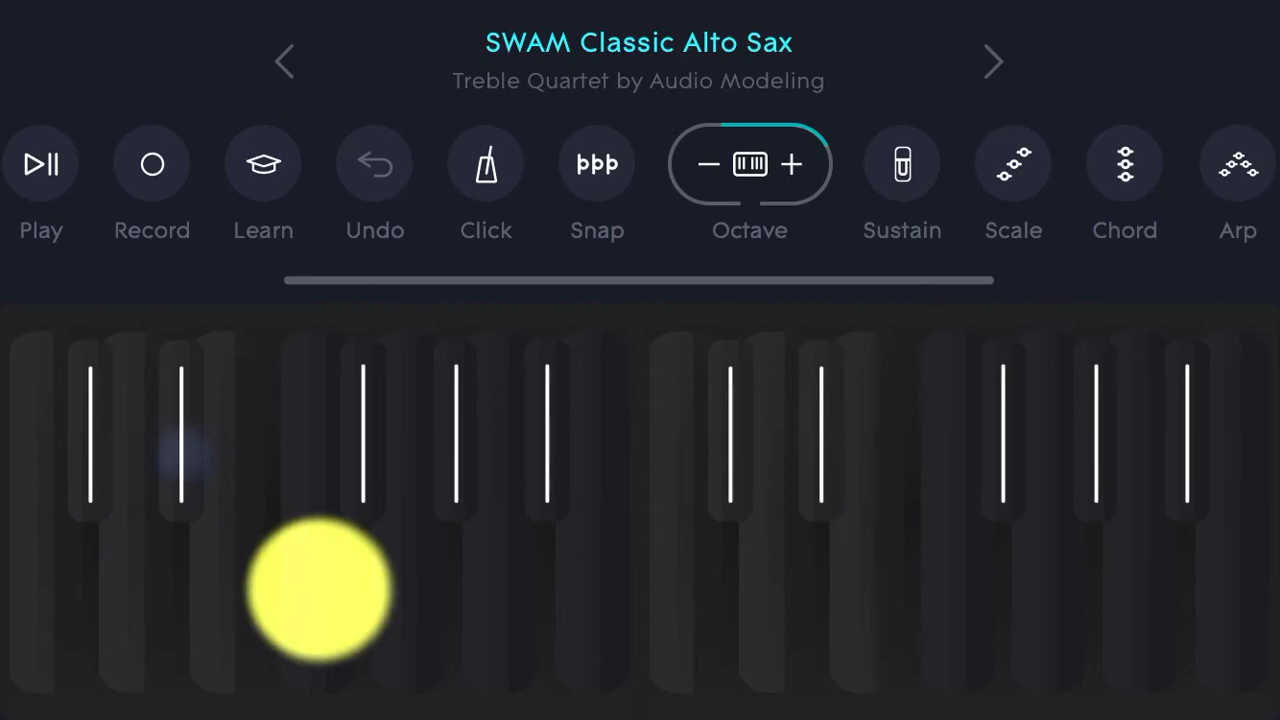 SWAM Classic Alto Sax
Treble Quartet by Audio Modeling
Play Record Learn Undo Click Snap Octave Sustain Scale Chord Arp